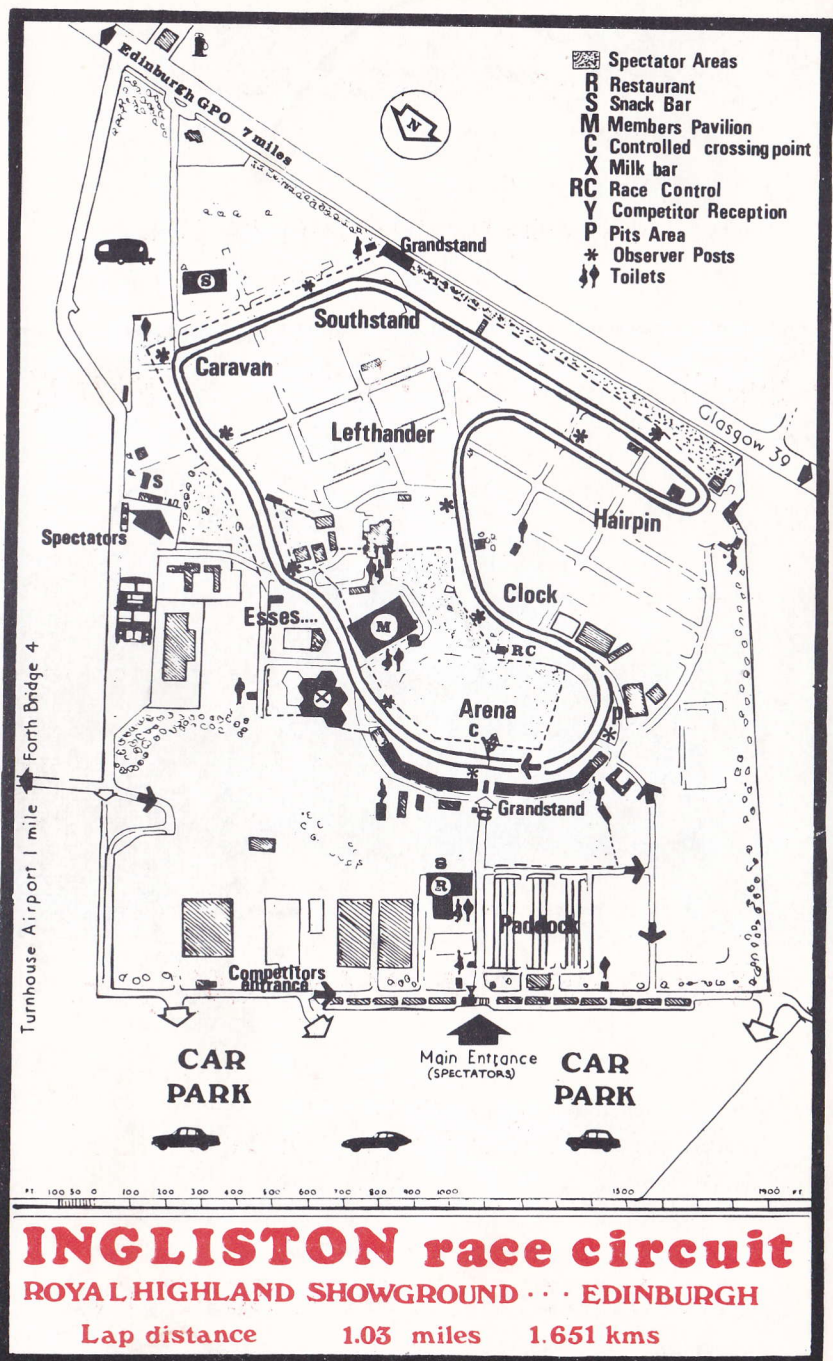 Edinburgh GPO 7 miles
N
Spectator Areas
R Restaurant
S Snack Bar
M Members Pavilion
C Controlled crossing point
X Milk bar
RC Race Control
Y Competitor Reception
P Pits Area
* Observer Posts
Toilets
Grandstand
S
Southstand
Caravan
Lefthander
Glasgow 39
S
Spectators
Hairpin
Clock
Esses....
M
RC
X
Arena
C
P
Grandstand
Turnhouse Airport 1 mile
Forth Bridge 4
S
R
Paddock
Competitors
entrance
Main Entrance
(SPECTATORS)
CAR
PARK
CAR
PARK
FT 100 50 0 100 200 300 400 500 600 700 800 900 1000 1500 1900 FT
INGLISTON race circuit
ROYAL HIGHLAND SHOWGROUND ··· EDINBURGH
Lap distance 1.03 miles 1.651 kms